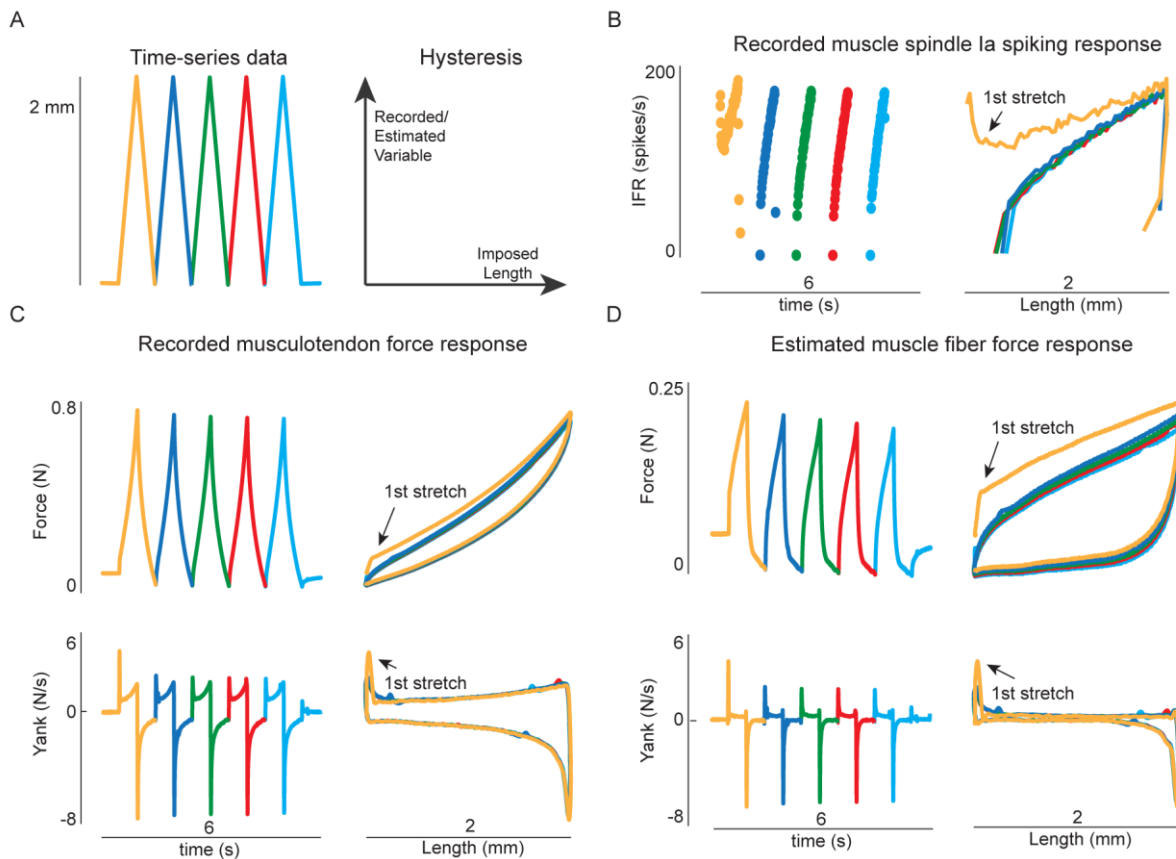 A
Time-series data
2 mm
Hysteresis
Recorded/
Estimated
Variable
Imposed
Length
B
Recorded muscle spindle Ia spiking response
200
IFR (spikes/s)
0
6
time (s)
1st stretch
2
Length (mm)
C
Recorded musculotendon force response
0.8
Force (N)
0
1st stretch
6
Yank (N/s)
0
-8
6
time (s)
1st stretch
2
Length (mm)
D
Estimated muscle fiber force response
0.25
Force (N)
0
1st stretch
6
Yank (N/s)
0
-8
6
time (s)
1st stretch
2
Length (mm)